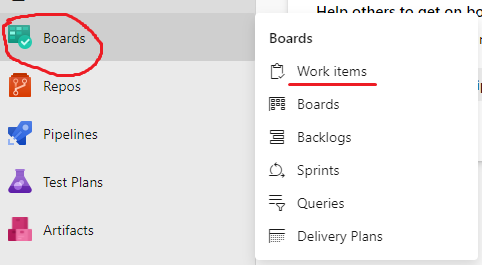 Boards
Repos
Pipelines
Test Plans
Artifacts
Help others to get on bo
Boards
Work items
Boards
Backlogs
Sprints
Queries
Delivery Plans